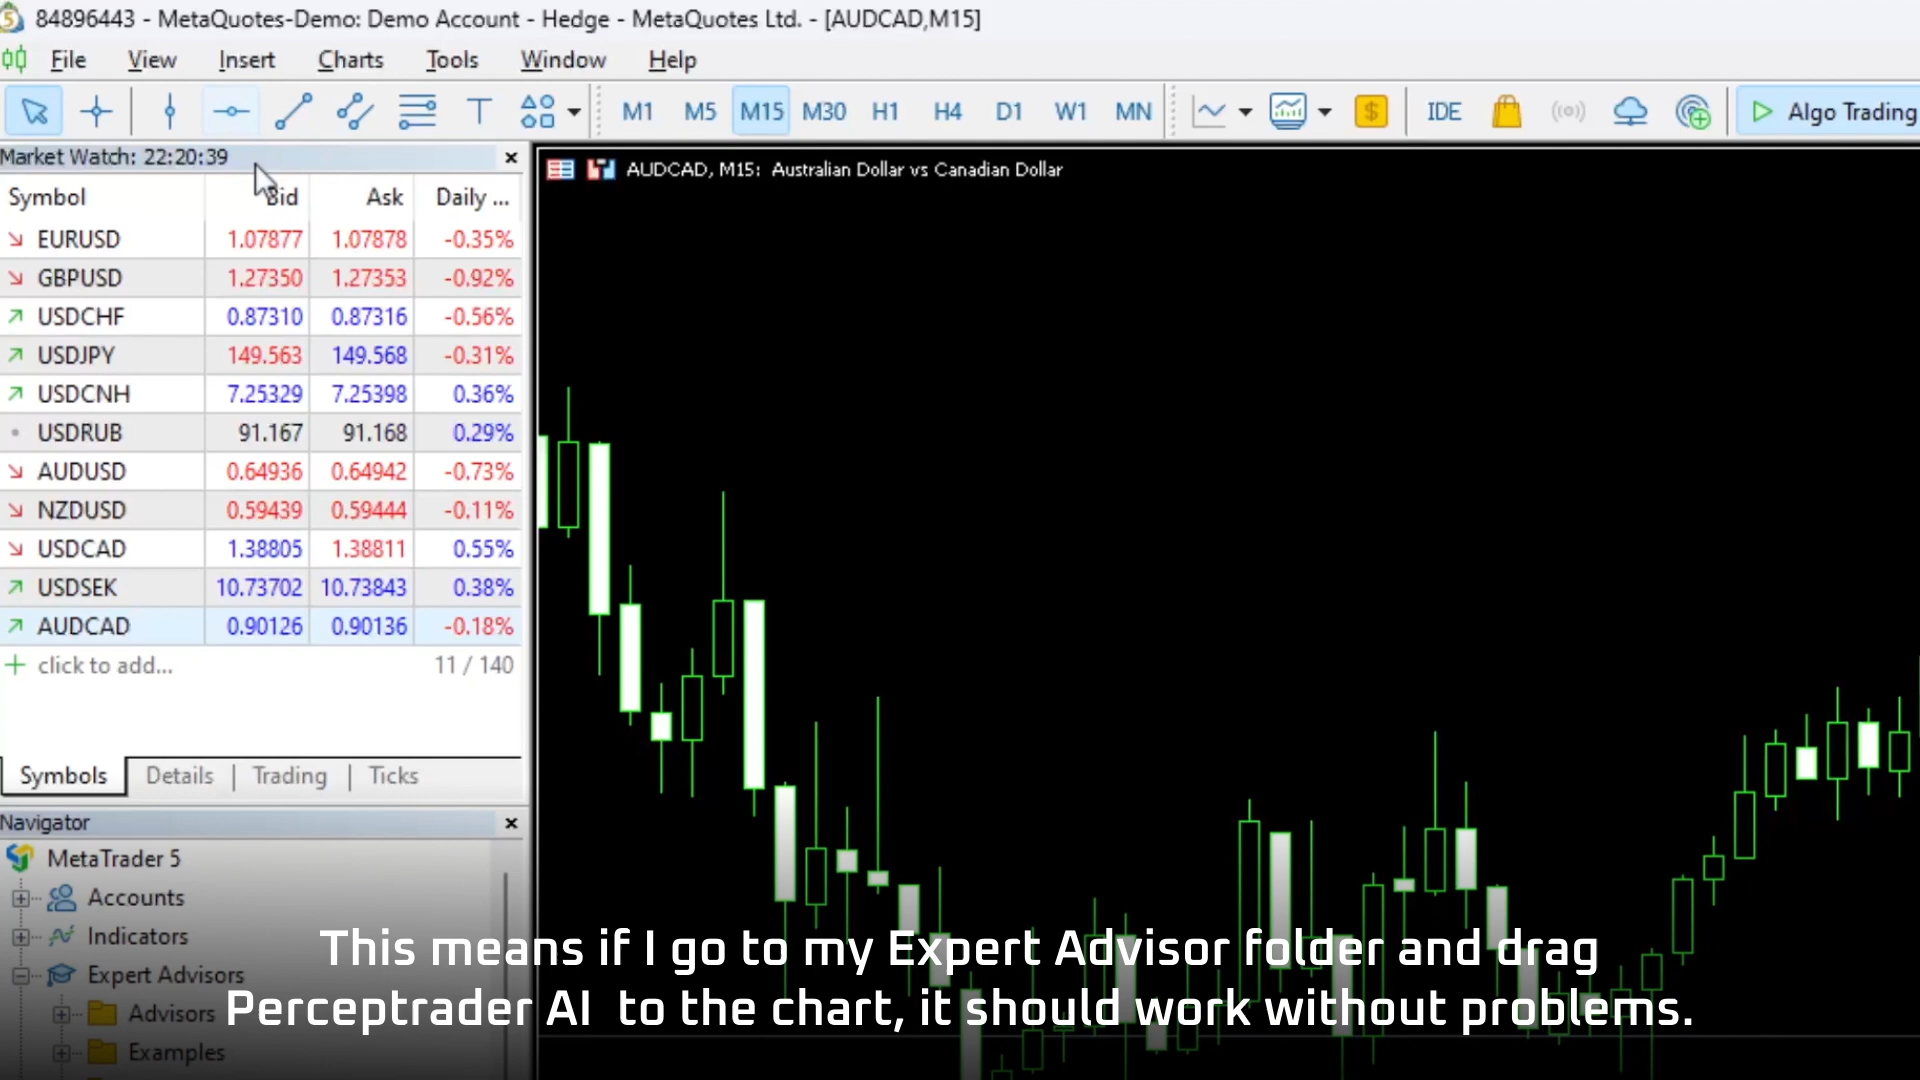 84896443 - MetaQuotes-Demo: Demo Account - Hedge - MetaQuotes Ltd. - [AUDCAD,M15]
File View Insert Charts Tools Window Help
M1 M5 M15 M30 H1 H4 D1 W1 MN IDE Algo Trading
Market Watch: 22:20:39
AUDCAD, M15: Australian Dollar vs Canadian Dollar
Symbol Bid Ask Daily ...
EURUSD 1.07877 1.07878 -0.35%
GBPUSD 1.27350 1.27353 -0.92%
USDCHF 0.87310 0.87316 -0.56%
USDJPY 149.563 149.568 -0.31%
USDCNH 7.25329 7.25398 0.36%
USDRUB 91.167 91.168 0.29%
AUDUSD 0.64936 0.64942 -0.73%
NZDUSD 0.59439 0.59444 -0.11%
USDCAD 1.38805 1.38811 0.55%
USDSEK 10.73702 10.73843 0.38%
AUDCAD 0.90126 0.90136 -0.18%
click to add... 11 / 140
Symbols Details Trading Ticks
Navigator
MetaTrader 5
Accounts
Indicators
Expert Advisors
Advisors
Examples
This means if I go to my Expert Advisor folder and drag
Perceptrader AI to the chart, it should work without problems.